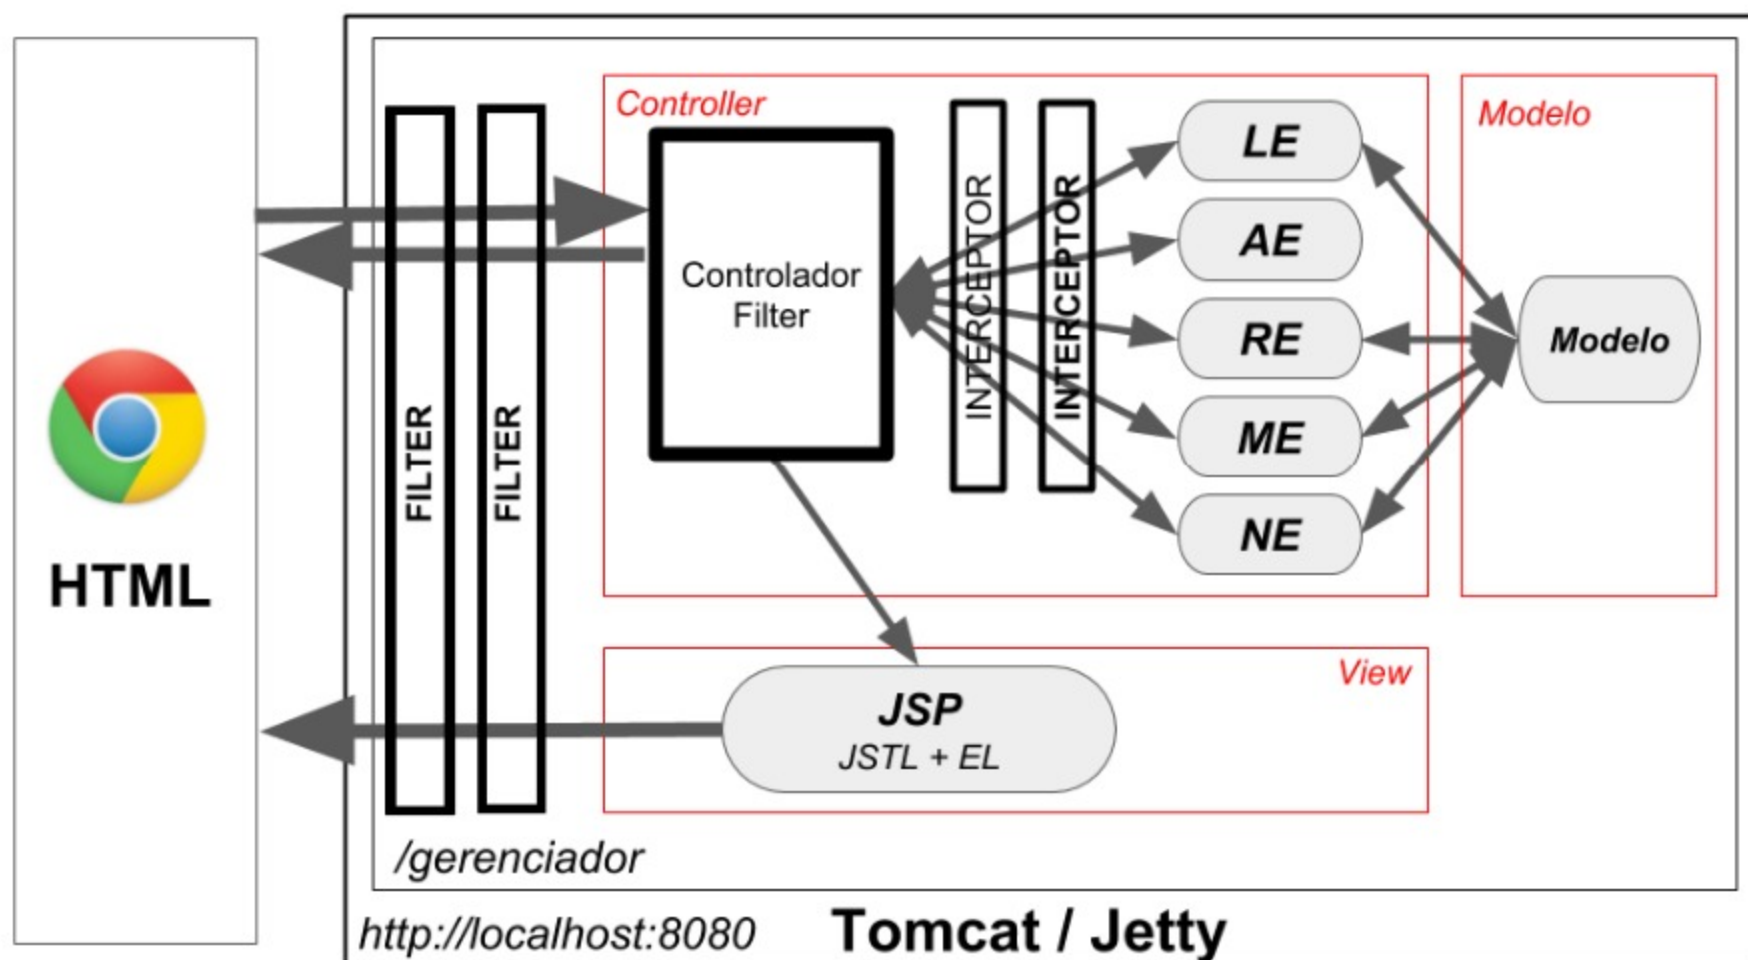 Controller
Modelo
LE
AE
RE
ME
NE
Controlador
Filter
INTERCEPTOR
INTERCEPTOR
Modelo
FILTER
FILTER
HTML
View
JSP
JSTL + EL
/gerenciador
http://localhost:8080
Tomcat / Jetty